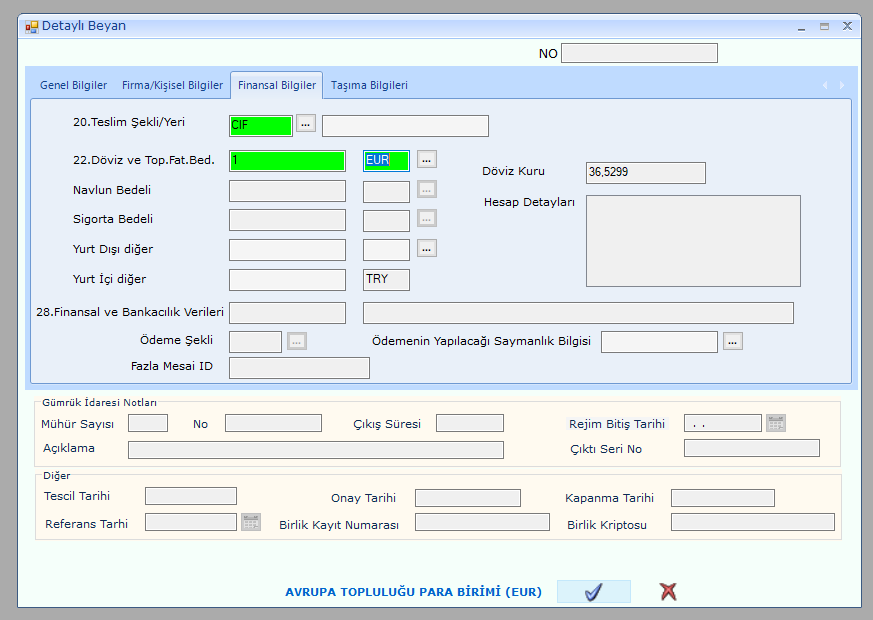 Detaylı Beyan
NO
Genel Bilgiler Firma/Kişisel Bilgiler Finansal Bilgiler Taşıma Bilgileri
20.Teslim Şekli/Yeri CIF ...
22.Döviz ve Top.Fat.Bed. 1 EUR ... Döviz Kuru 36,5299
Navlun Bedeli ... Hesap Detayları
Sigorta Bedeli ...
Yurt Dışı diğer ...
Yurt İçi diğer TRY
28.Finansal ve Bankacılık Verileri
Ödeme Şekli ... Ödemenin Yapılacağı Saymanlık Bilgisi ...
Fazla Mesai ID
Gümrük İdaresi Notları
Mühür Sayısı No Çıkış Süresi Rejim Bitiş Tarihi . .
Açıklama Çıktı Seri No
Diğer
Tescil Tarihi Onay Tarihi Kapanma Tarihi
Referans Tarhi Birlik Kayıt Numarası Birlik Kriptosu
AVRUPA TOPLULUĞU PARA BİRİMİ (EUR)